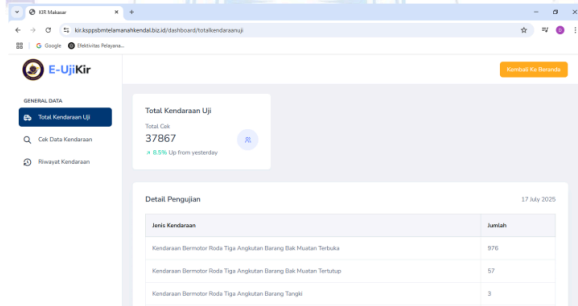 KIR Makasar
kir.ksppsbmtelamanahkendal.biz.id/dashboard/totalkendaraanuji
Google
Efektivitas Pelayana...
E-UjiKir
Kembali Ke Beranda
GENERAL DATA
Total Kendaraan Uji
Cek Data Kendaraan
Riwayat Kendaraan
Total Kendaraan Uji
Total Cek
37867
8.5% Up from yesterday
Detail Pengujian
17 July 2025
Jenis Kendaraan
Jumlah
Kendaraan Bermotor Roda Tiga Angkutan Barang Bak Muatan Terbuka
976
Kendaraan Bermotor Roda Tiga Angkutan Barang Bak Muatan Tertutup
57
Kendaraan Bermotor Roda Tiga Angkutan Barang Tangki
3